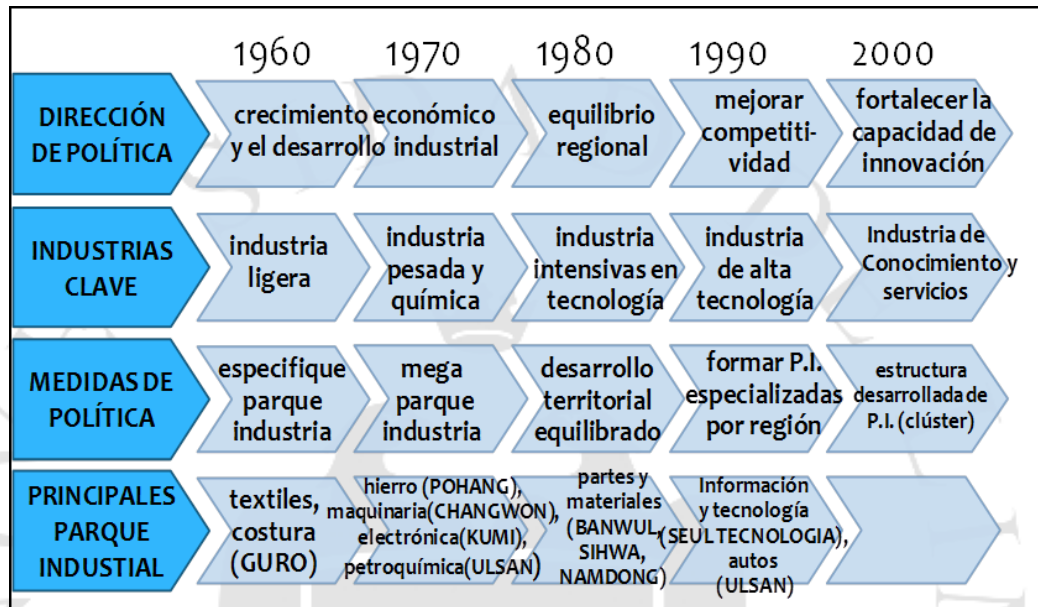 1960
1970
1980
1990
2000
DIRECCIÓN
DE POLÍTICA
crecimiento económico
y el desarrollo industrial
equilibrio
regional
mejorar
competiti-
vidad
fortalecer la
capacidad de
innovación
INDUSTRIAS
CLAVE
industria
ligera
industria
pesada y
química
industria
intensivas en
tecnología
industria
de alta
tecnología
Industria de
Conocimiento y
servicios
MEDIDAS DE
POLÍTICA
especifique
parque
industria
mega
parque
industria
desarrollo
territorial
equilibrado
formar P.I.
especializadas
por región
estructura
desarrollada de
P.I. (clúster)
PRINCIPALES
PARQUE
INDUSTIAL
textiles,
costura
(GURO)
hierro (POHANG),
maquinaria(CHANGWON),
electrónica(KUMI),
petroquímica(ULSAN)
partes y
materiales
(BANWUL,
SIHWA,
NAMDONG)
Información
y tecnología
(SEUL TECNOLOGIA),
autos
(ULSAN)